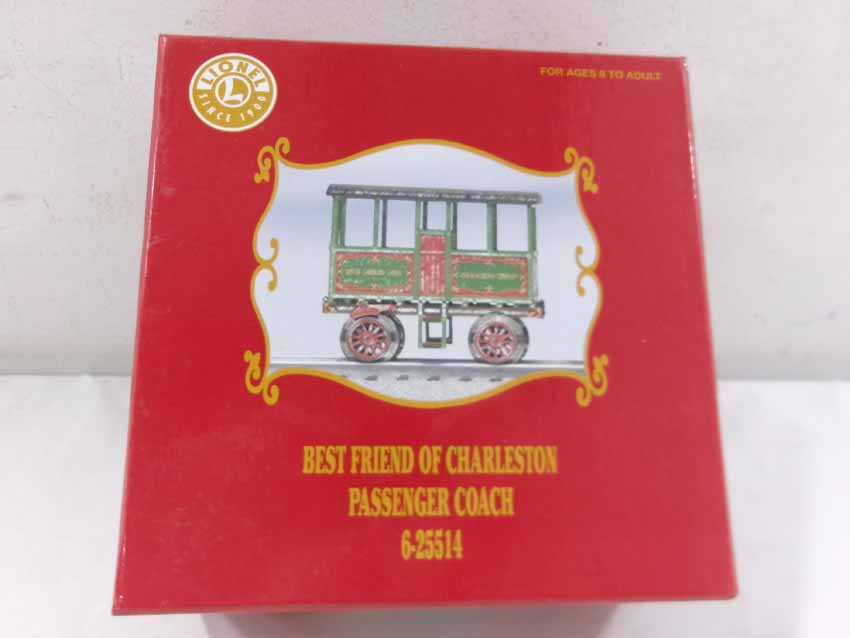 LIONEL
L
SINCE 1900
FOR AGES 8 TO ADULT
BEST FRIEND OF CHARLESTON
PASSENGER COACH
6-25514